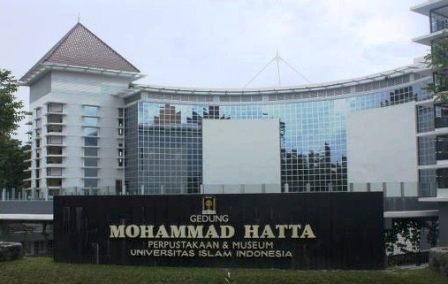 GEDUNG
MOHAMMAD HATTA
PERPUSTAKAAN & MUSEUM
UNIVERSITAS ISLAM INDONESIA